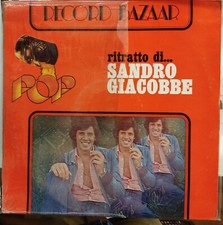 RECORD BAZAAR
POP
ritratto di...
SANDRO
GIACOBBE